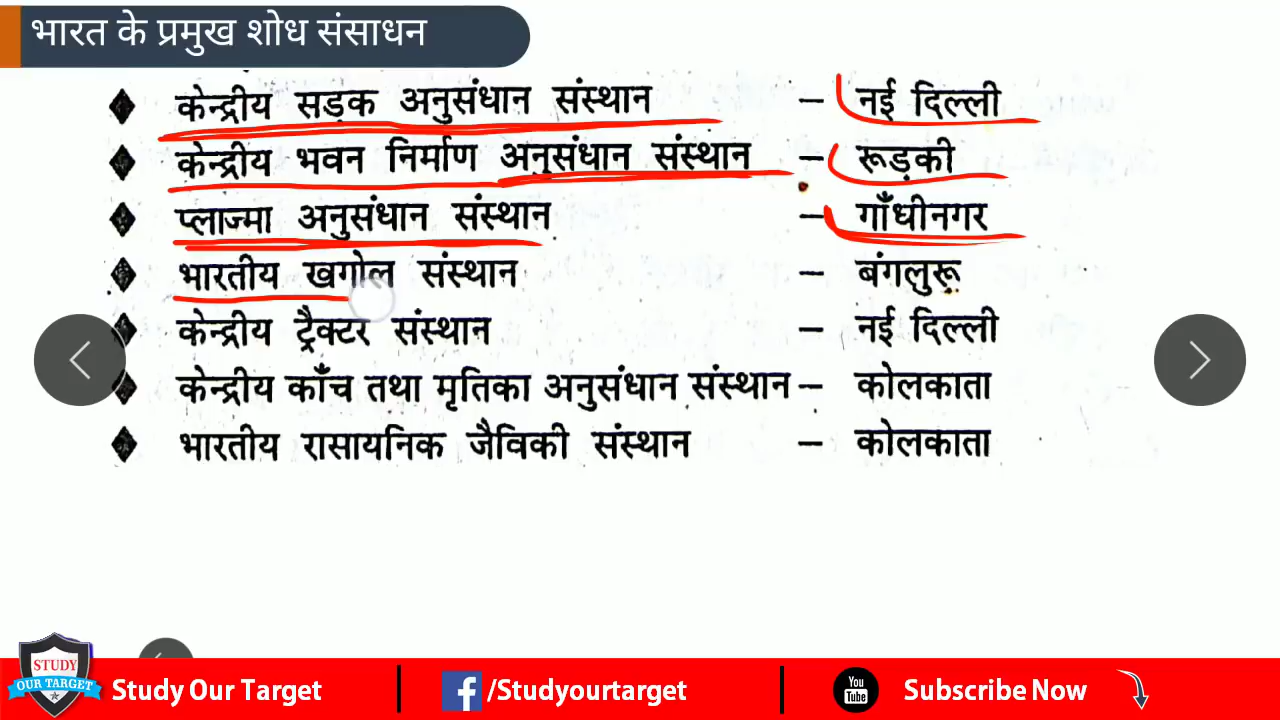 भारत के प्रमुख शोध संसाधन
केन्द्रीय सड़क अनुसंधान संस्थान – नई दिल्ली
केन्द्रीय भवन निर्माण अनुसंधान संस्थान – रूड़की
प्लाज्मा अनुसंधान संस्थान – गाँधीनगर
भारतीय खगोल संस्थान – बंगलुरू
केन्द्रीय ट्रैक्टर संस्थान – नई दिल्ली
केन्द्रीय काँच तथा मृतिका अनुसंधान संस्थान – कोलकाता
भारतीय रासायनिक जैविकी संस्थान – कोलकाता
STUDY
OUR TARGET
Study Our Target
f /Studyourtarget
You
Tube
Subscribe Now